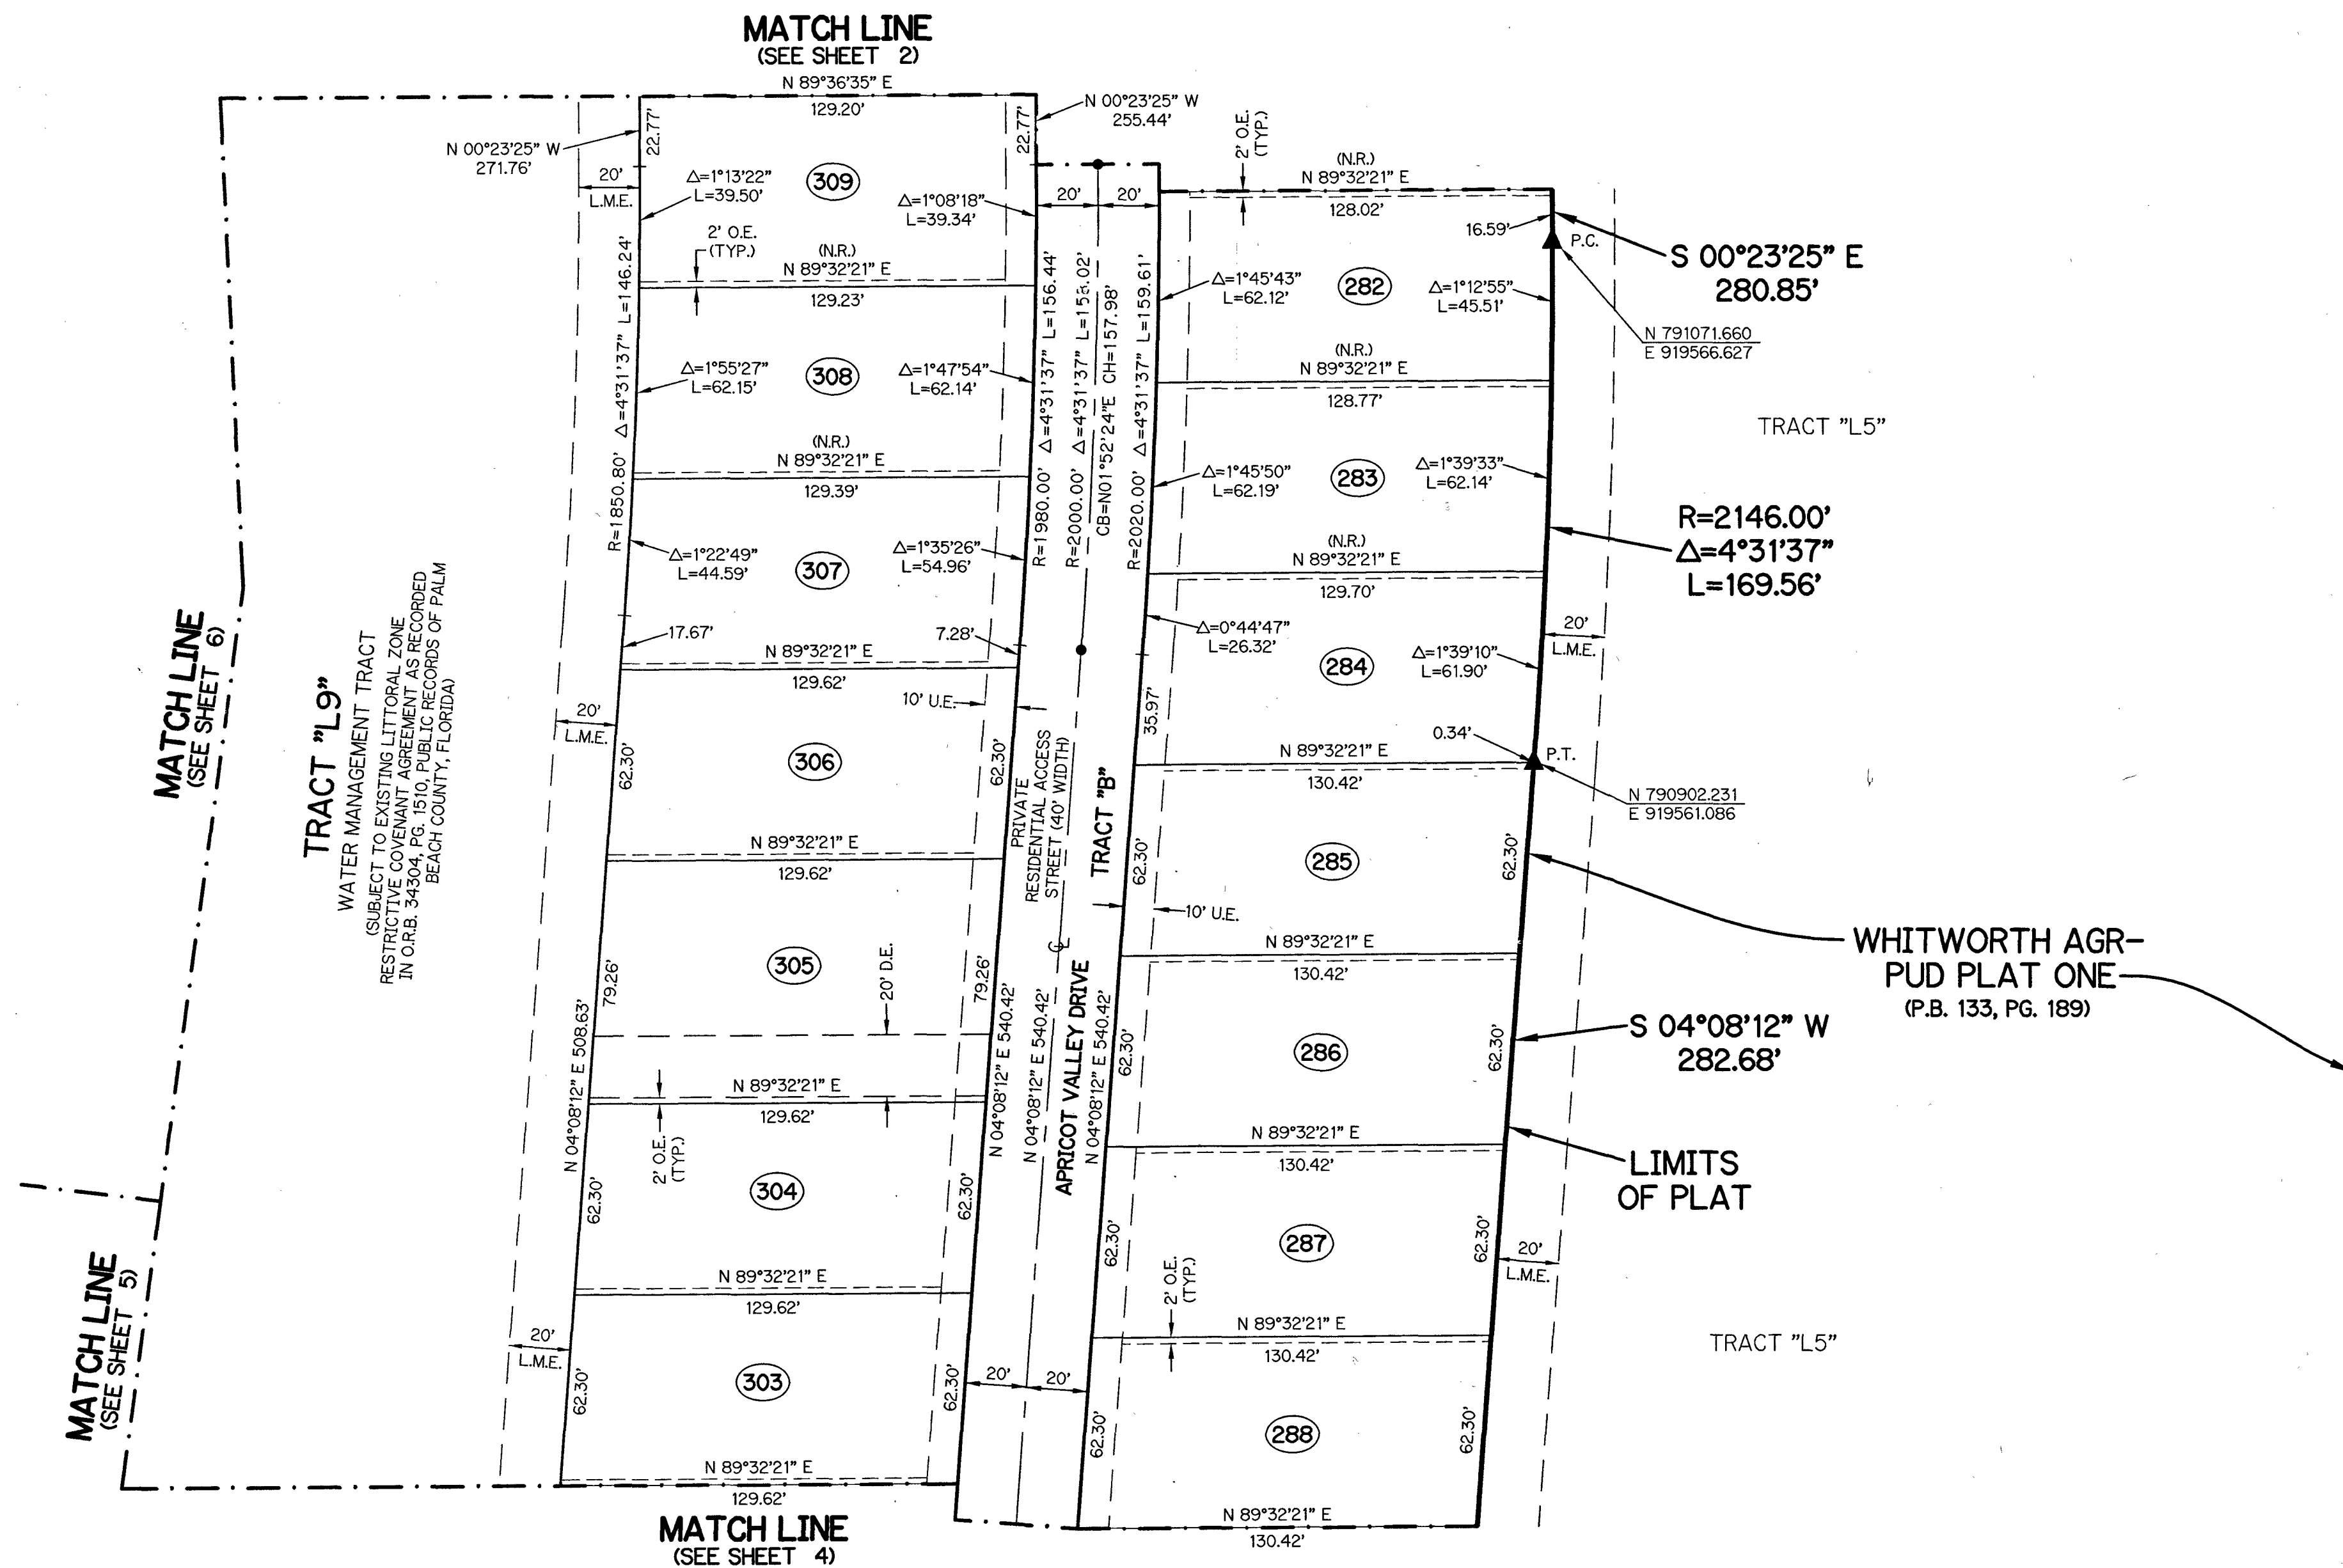 MATCH LINE
(SEE SHEET 2)
N 89°36'35" E
129.20'
N 00°23'25" W
271.76'
22.77'
22.77'
N 00°23'25" W
255.44'
20'
L.M.E.
Δ=1°13'22"
L=39.50'
309
Δ=1°08'18"
L=39.34'
2' O.E.
(TYP.)
(N.R.)
N 89°32'21" E
129.23'
Δ=1°55'27"
L=62.15'
308
Δ=1°47'54"
L=62.14'
(N.R.)
N 89°32'21" E
129.39'
R=1850.80' Δ=4°31'37" L=146.24'
Δ=1°22'49"
L=44.59'
307
Δ=1°35'26"
L=54.96'
17.67'
7.28'
N 89°32'21" E
129.62'
10' U.E.
20'
L.M.E.
62.30'
306
62.30'
N 89°32'21" E
129.62'
79.26'
305
79.26'
20' D.E.
N 04°08'12" E 508.63'
N 89°32'21" E
129.62'
2' O.E.
(TYP.)
62.30'
304
62.30'
N 89°32'21" E
129.62'
20'
L.M.E.
62.30'
303
62.30'
N 89°32'21" E
129.62'
MATCH LINE
(SEE SHEET 4)
MATCH LINE
(SEE SHEET 6)
MATCH LINE
(SEE SHEET 5)
TRACT "L9"
WATER MANAGEMENT TRACT
(SUBJECT TO EXISTING LITTORAL ZONE
RESTRICTIVE COVENANT AGREEMENT AS RECORDED
IN O.R.B. 34304, PG. 1510, PUBLIC RECORDS OF PALM
BEACH COUNTY, FLORIDA)
20'
20'
R=1980.00' Δ=4°31'37" L=156.44'
R=2000.00' Δ=4°31'37" L=158.02'
CB=N01°52'24"E CH=157.98'
R=2020.00' Δ=4°31'37" L=159.61'
PRIVATE
RESIDENTIAL ACCESS
STREET (40' WIDTH)
TRACT "B"
APRICOT VALLEY DRIVE
N 04°08'12" E 540.42'
N 04°08'12" E 540.42'
N 04°08'12" E 540.42'
20'
20'
2' O.E.
(TYP.)
(N.R.)
N 89°32'21" E
128.02'
16.59'
P.C.
S 00°23'25" E
280.85'
N 791071.660
E 919566.627
Δ=1°45'43"
L=62.12'
282
Δ=1°12'55"
L=45.51'
(N.R.)
N 89°32'21" E
128.77'
TRACT "L5"
Δ=1°45'50"
L=62.19'
283
Δ=1°39'33"
L=62.14'
R=2146.00'
Δ=4°31'37"
L=169.56'
(N.R.)
N 89°32'21" E
129.70'
Δ=0°44'47"
L=26.32'
284
Δ=1°39'10"
L=61.90'
20'
L.M.E.
35.97'
0.34'
P.T.
N 790902.231
E 919561.086
N 89°32'21" E
130.42'
62.30'
285
62.30'
10' U.E.
WHITWORTH AGR-
PUD PLAT ONE
(P.B. 133, PG. 189)
N 89°32'21" E
130.42'
62.30'
286
62.30'
S 04°08'12" W
282.68'
N 89°32'21" E
130.42'
LIMITS
OF PLAT
62.30'
287
62.30'
20'
L.M.E.
2' O.E.
(TYP.)
N 89°32'21" E
130.42'
TRACT "L5"
62.30'
288
62.30'
N 89°32'21" E
130.42'